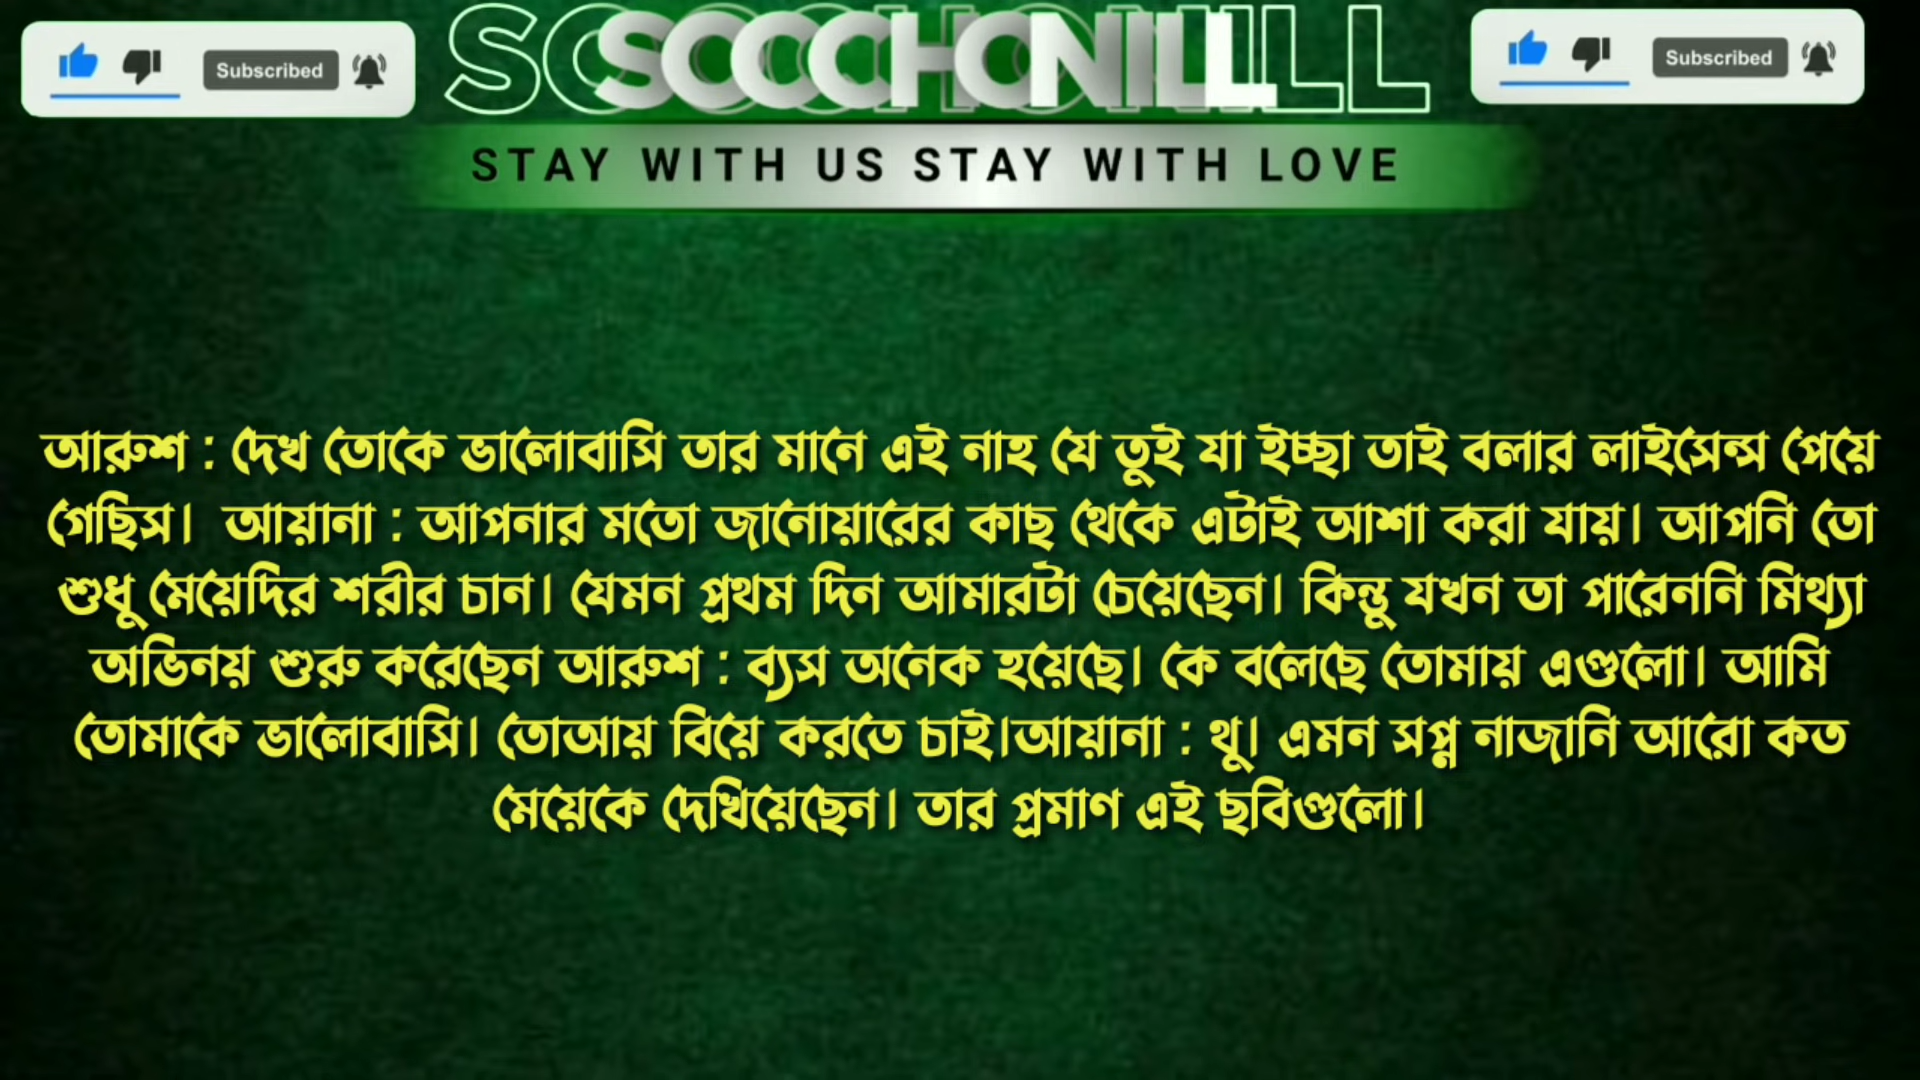 Subscribed
SOCCHONILL
Subscribed
STAY WITH US STAY WITH LOVE
আরুশ : দেখ তোকে ভালোবাসি তার মানে এই নাহ যে তুই যা ইচ্ছা তাই বলার লাইসেন্স পেয়ে
গেছিস। আয়ানা : আপনার মতো জানোয়ারের কাছ থেকে এটাই আশা করা যায়। আপনি তো
শুধু মেয়েদির শরীর চান। যেমন প্রথম দিন আমারটা চেয়েছেন। কিন্তু যখন তা পারেননি মিথ্যা
অভিনয় শুরু করেছেন আরুশ : ব্যস অনেক হয়েছে। কে বলেছে তোমায় এগুলো। আমি
তোমাকে ভালোবাসি। তোআয় বিয়ে করতে চাই।আয়ানা : থু। এমন সপ্ন নাজানি আরো কত
মেয়েকে দেখিয়েছেন। তার প্রমাণ এই ছবিগুলো।